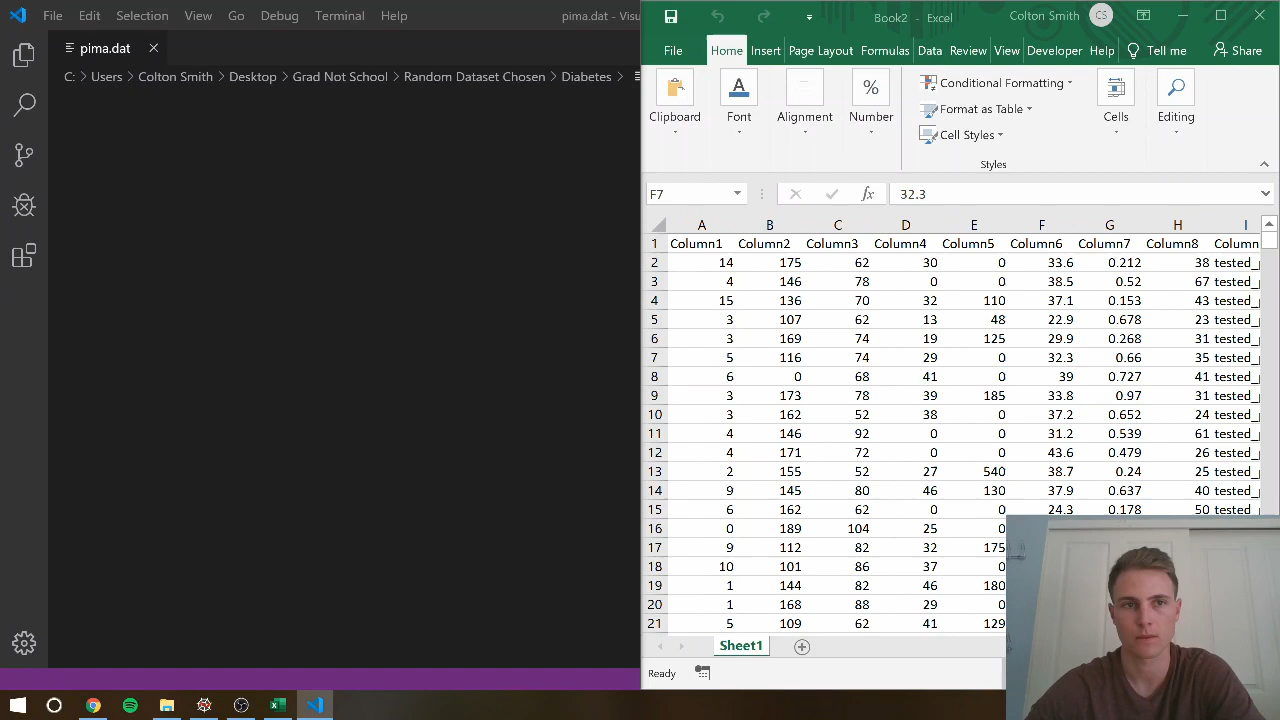 File Edit Selection View Go Debug Terminal Help pima.dat - Visu
pima.dat
C: Users Colton Smith Desktop Grad Not School Random Dataset Chosen Diabetes
Book2 - Excel Colton Smith CS
File Home Insert Page Layout Formulas Data Review View Developer Help Tell me Share
Clipboard Font Alignment Number Conditional Formatting Format as Table Cell Styles Cells Editing
Styles
F7 fx 32.3
A B C D E F G H I
1 Column1 Column2 Column3 Column4 Column5 Column6 Column7 Column8 Column
2 14 175 62 30 0 33.6 0.212 38 tested_
3 4 146 78 0 0 38.5 0.52 67 tested_
4 15 136 70 32 110 37.1 0.153 43 tested_
5 3 107 62 13 48 22.9 0.678 23 tested_
6 3 169 74 19 125 29.9 0.268 31 tested_
7 5 116 74 29 0 32.3 0.66 35 tested_
8 6 0 68 41 0 39 0.727 41 tested_
9 3 173 78 39 185 33.8 0.97 31 tested_
10 3 162 52 38 0 37.2 0.652 24 tested_
11 4 146 92 0 0 31.2 0.539 61 tested_
12 4 171 72 0 0 43.6 0.479 26 tested_
13 2 155 52 27 540 38.7 0.24 25 tested_
14 9 145 80 46 130 37.9 0.637 40 tested_
15 6 162 62 0 0 24.3 0.178 50 tested_
16 0 189 104 25 0
17 9 112 82 32 175
18 10 101 86 37 0
19 1 144 82 46 180
20 1 168 88 29 0
21 5 109 62 41 129
Sheet1
Ready